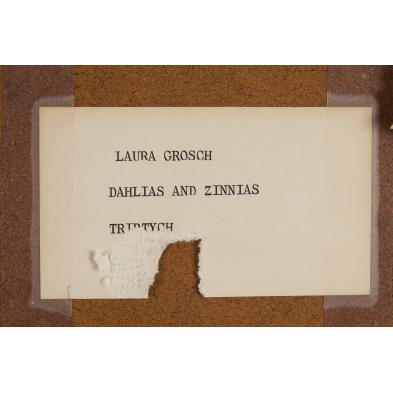 LAURA GROSCH
DAHLIAS AND ZINNIAS
TRIPTYCH